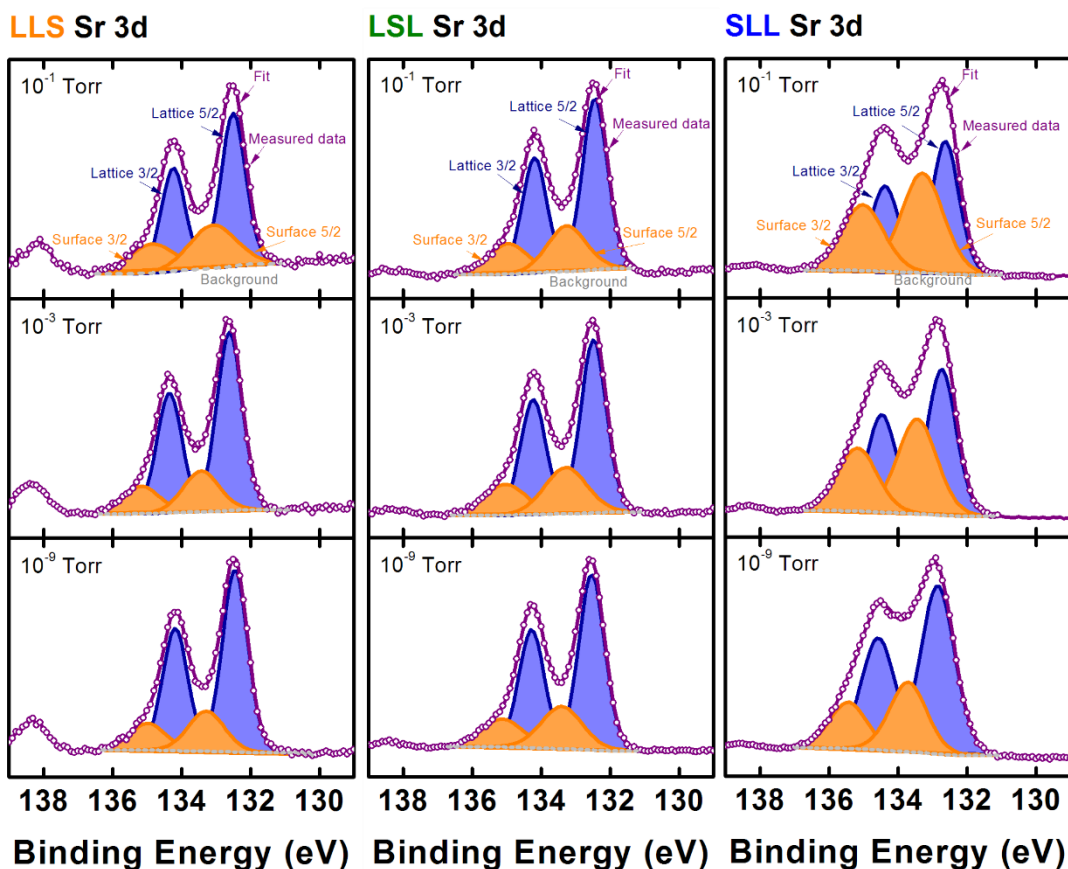 LLS Sr 3d
10⁻¹ Torr
Fit
Lattice 5/2
Measured data
Lattice 3/2
Surface 3/2
Surface 5/2
Background
10⁻³ Torr
10⁻⁹ Torr
138 136 134 132 130
Binding Energy (eV)
LSL Sr 3d
10⁻¹ Torr
Fit
Lattice 5/2
Measured data
Lattice 3/2
Surface 3/2
Surface 5/2
Background
10⁻³ Torr
10⁻⁹ Torr
138 136 134 132 130
Binding Energy (eV)
SLL Sr 3d
10⁻¹ Torr
Fit
Lattice 5/2
Measured data
Lattice 3/2
Surface 3/2
Surface 5/2
Background
10⁻³ Torr
10⁻⁹ Torr
138 136 134 132 130
Binding Energy (eV)